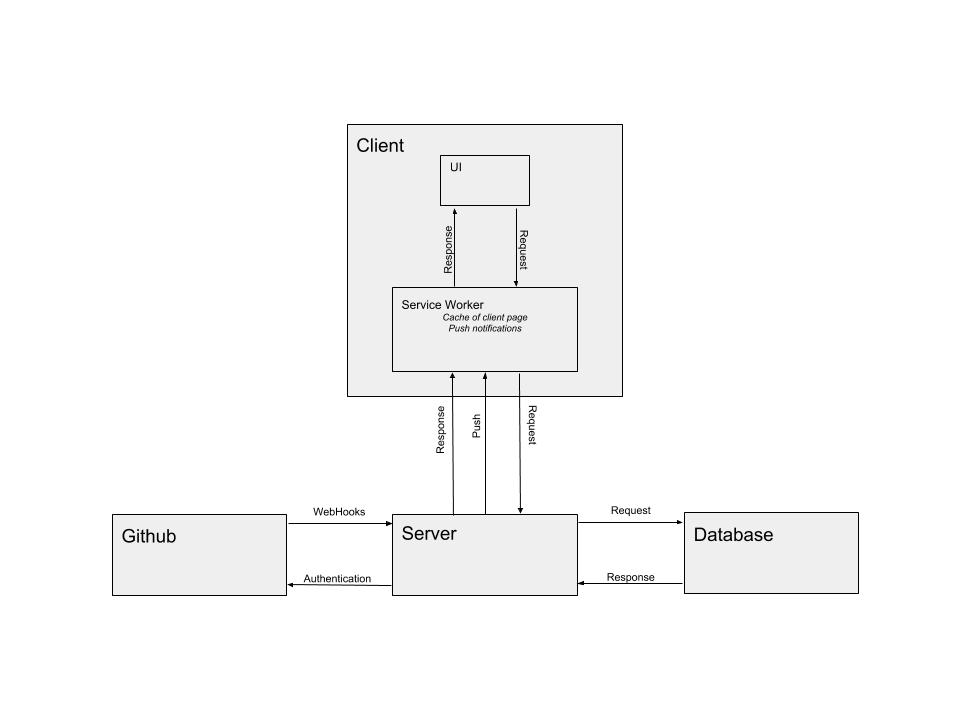 Client
UI
Response
Request
Service Worker
Cache of client page
Push notifications
Response
Push
Request
WebHooks
Request
Github
Server
Database
Authentication
Response